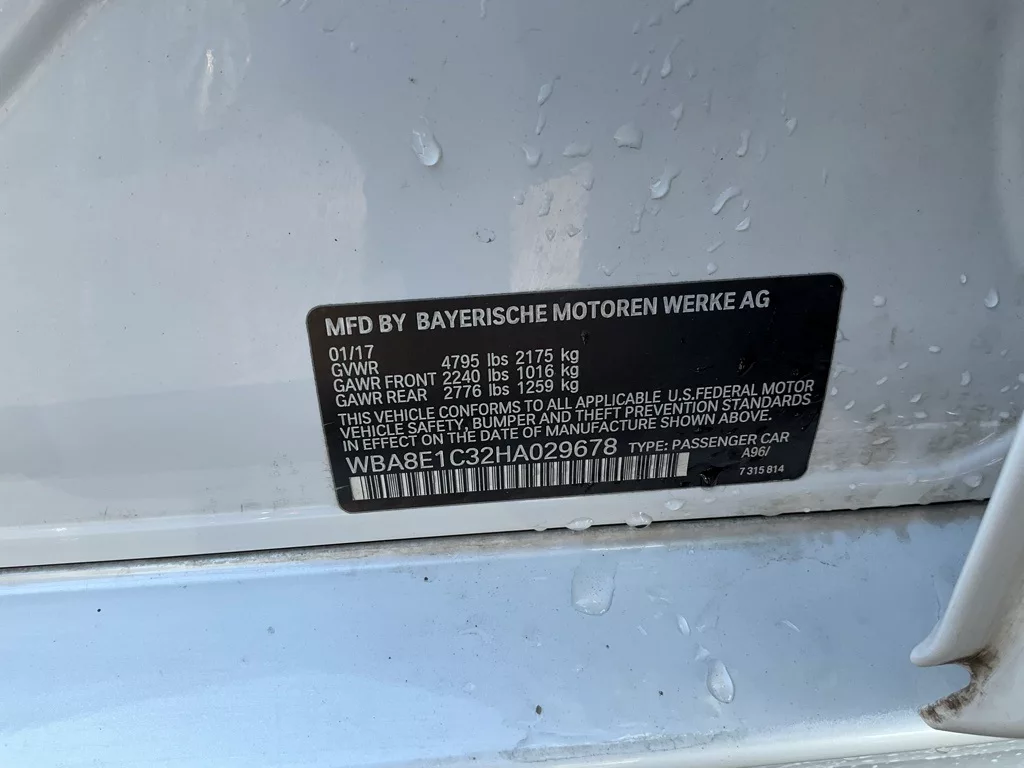 MFD BY BAYERISCHE MOTOREN WERKE AG
01/17
GVWR 4795 lbs 2175 kg
GAWR FRONT 2240 lbs 1016 kg
GAWR REAR 2776 lbs 1259 kg
THIS VEHICLE CONFORMS TO ALL APPLICABLE U.S.FEDERAL MOTOR
VEHICLE SAFETY, BUMPER AND THEFT PREVENTION STANDARDS
IN EFFECT ON THE DATE OF MANUFACTURE SHOWN ABOVE.
WBA8E1C32HA029678 TYPE: PASSENGER CAR
A96/
7 315 814